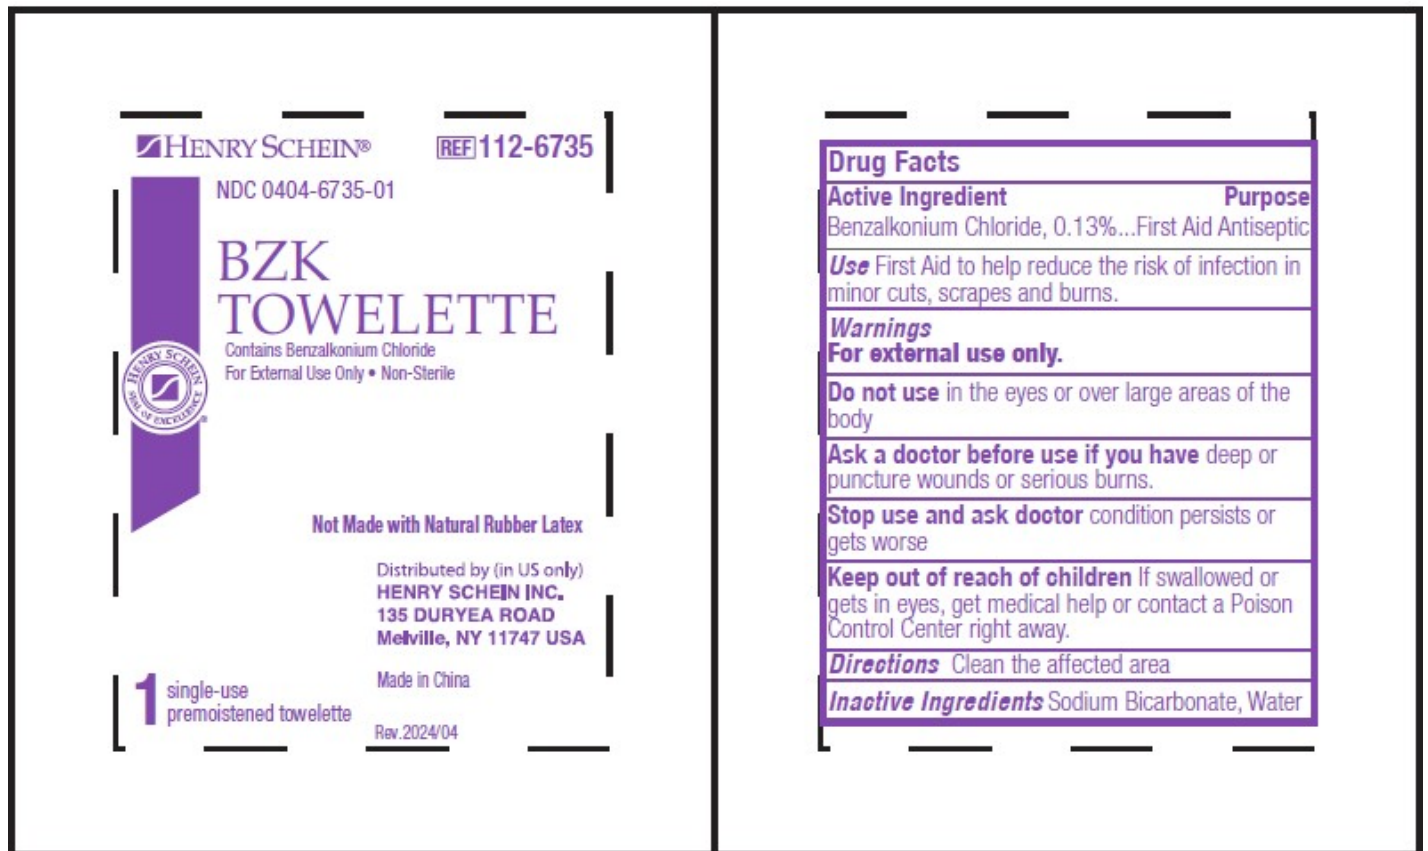 HENRY SCHEIN®
REF 112-6735
NDC 0404-6735-01
BZK
TOWELETTE
Contains Benzalkonium Chloride
For External Use Only • Non-Sterile
HENRY SCHEIN
SEAL OF EXCELLENCE
®
Not Made with Natural Rubber Latex
Distributed by (in US only)
HENRY SCHEIN INC.
135 DURYEA ROAD
Melville, NY 11747 USA
Made in China
1 single-use
premoistened towelette
Rev.2024/04
Drug Facts
Active Ingredient Purpose
Benzalkonium Chloride, 0.13%...First Aid Antiseptic
Use First Aid to help reduce the risk of infection in
minor cuts, scrapes and burns.
Warnings
For external use only.
Do not use in the eyes or over large areas of the
body
Ask a doctor before use if you have deep or
puncture wounds or serious burns.
Stop use and ask doctor condition persists or
gets worse
Keep out of reach of children If swallowed or
gets in eyes, get medical help or contact a Poison
Control Center right away.
Directions Clean the affected area
Inactive Ingredients Sodium Bicarbonate, Water